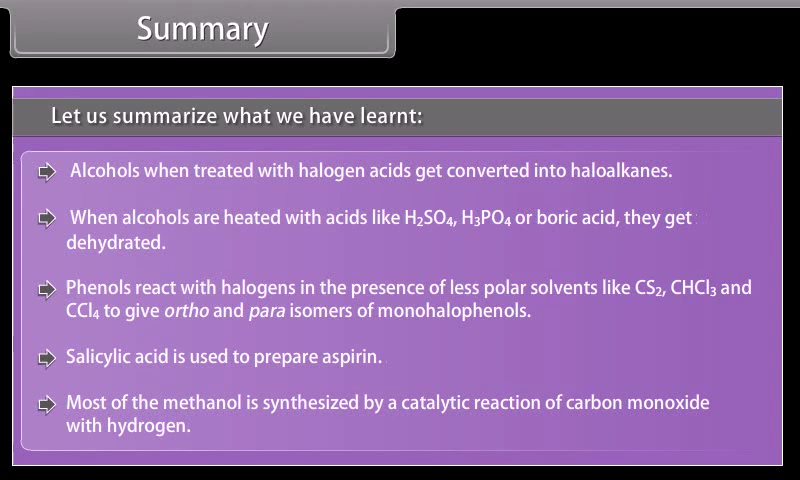 Summary
Let us summarize what we have learnt:
Alcohols when treated with halogen acids get converted into haloalkanes.
When alcohols are heated with acids like H₂SO₄, H₃PO₄ or boric acid, they get
dehydrated.
Phenols react with halogens in the presence of less polar solvents like CS₂, CHCl₃ and
CCl₄ to give ortho and para isomers of monohalophenols.
Salicylic acid is used to prepare aspirin.
Most of the methanol is synthesized by a catalytic reaction of carbon monoxide
with hydrogen.